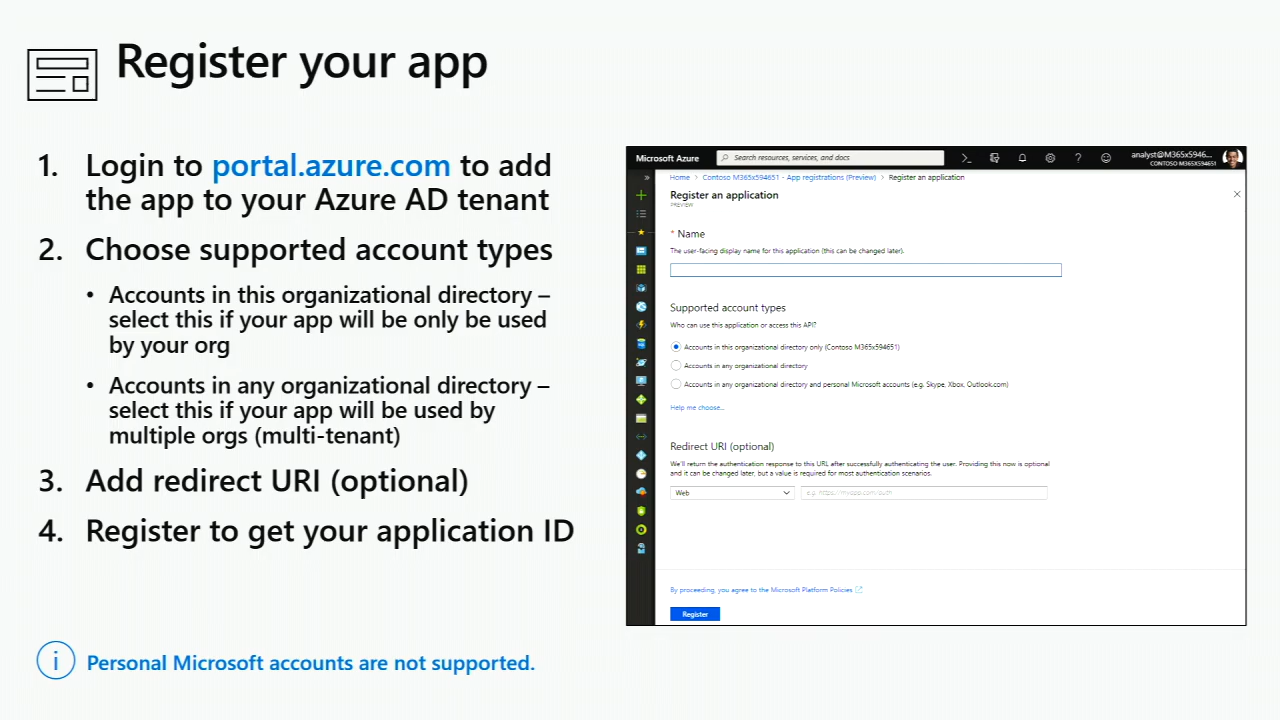 Register your app
1. Login to portal.azure.com to add
the app to your Azure AD tenant
2. Choose supported account types
• Accounts in this organizational directory –
select this if your app will be only be used
by your org
• Accounts in any organizational directory –
select this if your app will be used by
multiple orgs (multi-tenant)
3. Add redirect URI (optional)
4. Register to get your application ID
i Personal Microsoft accounts are not supported.
Microsoft Azure
Search resources, services, and docs
analyst@M365x5946...
CONTOSO M365X594651
Home > Contoso M365x594651 - App registrations (Preview) > Register an application
Register an application
PREVIEW
* Name
The user-facing display name for this application (this can be changed later).
Supported account types
Who can use this application or access this API?
Accounts in this organizational directory only (Contoso M365x594651)
Accounts in any organizational directory
Accounts in any organizational directory and personal Microsoft accounts (e.g. Skype, Xbox, Outlook.com)
Help me choose...
Redirect URI (optional)
We'll return the authentication response to this URL after successfully authenticating the user. Providing this now is optional
and it can be changed later, but a value is required for most authentication scenarios.
Web
e.g. https://myapp.com/auth
By proceeding, you agree to the Microsoft Platform Policies
Register